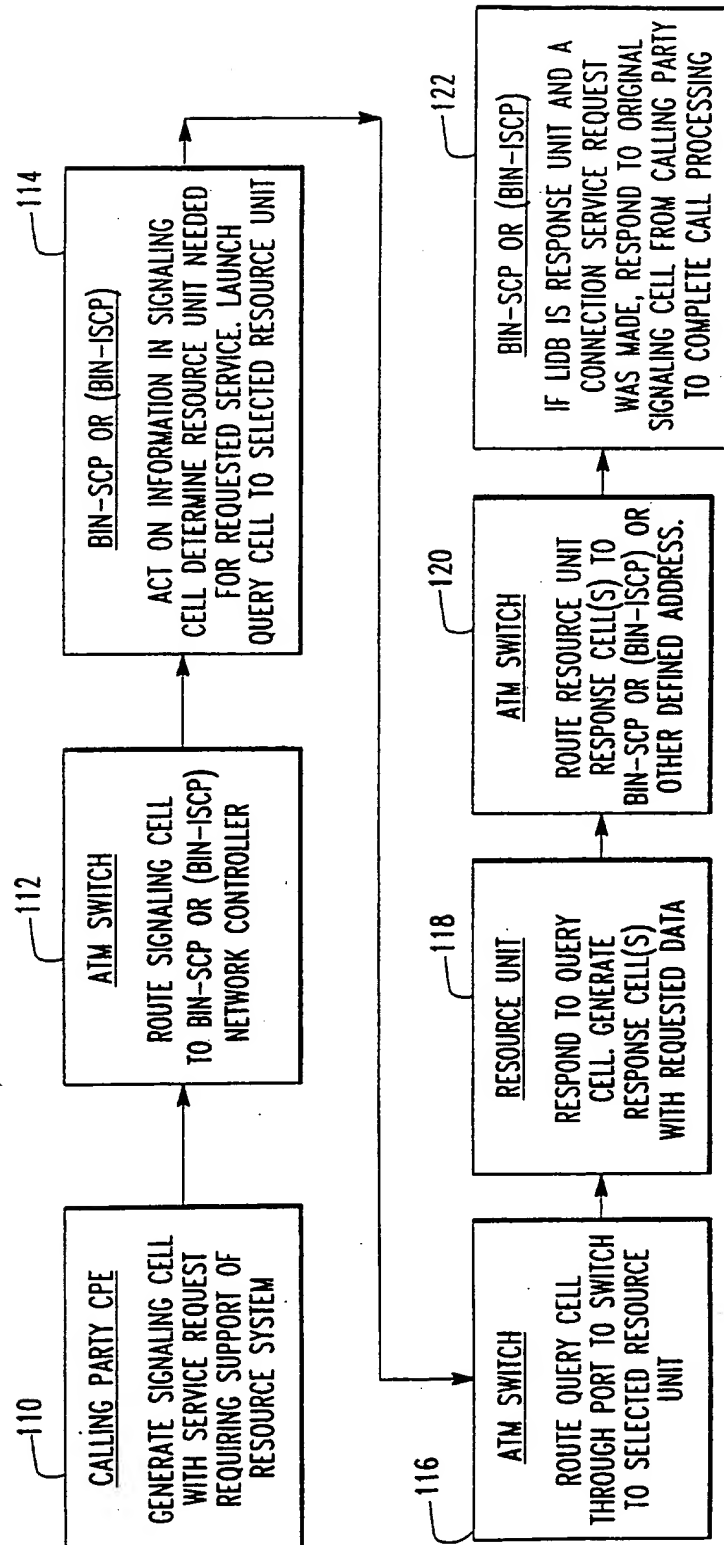 110
CALLING PARTY CPE
GENERATE SIGNALING CELL
WITH SERVICE REQUEST
REQUIRING SUPPORT OF
RESOURCE SYSTEM
112
ATM SWITCH
ROUTE SIGNALING CELL
TO BIN-SCP OR (BIN-ISCP)
NETWORK CONTROLLER
114
BIN-SCP OR (BIN-ISCP)
ACT ON INFORMATION IN SIGNALING
CELL DETERMINE RESOURCE UNIT NEEDED
FOR REQUESTED SERVICE. LAUNCH
QUERY CELL TO SELECTED RESOURCE UNIT
116
ATM SWITCH
ROUTE QUERY CELL
THROUGH PORT TO SWITCH
TO SELECTED RESOURCE
UNIT
118
RESOURCE UNIT
RESPOND TO QUERY
CELL. GENERATE
RESPONSE CELL(S)
WITH REQUESTED DATA
120
ATM SWITCH
ROUTE RESOURCE UNIT
RESPONSE CELL(S) TO
BIN-SCP OR (BIN-ISCP) OR
OTHER DEFINED ADDRESS.
122
BIN-SCP OR (BIN-ISCP)
IF LIDB IS RESPONSE UNIT AND A
CONNECTION SERVICE REQUEST
WAS MADE, RESPOND TO ORIGINAL
SIGNALING CELL FROM CALLING PARTY
TO COMPLETE CALL PROCESSING